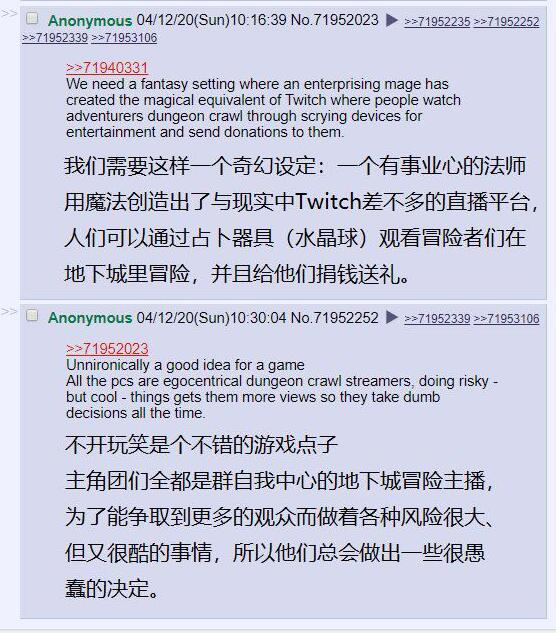 >> Anonymous 04/12/20(Sun)10:16:39 No.71952023 ▶ >>71952235 >>71952252
>>71952339 >>71953106
>>71940331
We need a fantasy setting where an enterprising mage has
created the magical equivalent of Twitch where people watch
adventurers dungeon crawl through scrying devices for
entertainment and send donations to them.
我们需要这样一个奇幻设定：一个有事业心的法师
用魔法创造出了与现实中Twitch差不多的直播平台，
人们可以通过占卜器具（水晶球）观看冒险者们在
地下城里冒险，并且给他们捐钱送礼。
>> Anonymous 04/12/20(Sun)10:30:04 No.71952252 ▶ >>71952339 >>71953106
>>71952023
Unnironically a good idea for a game
All the pcs are egocentrical dungeon crawl streamers, doing risky -
but cool - things gets them more views so they take dumb
decisions all the time.
不开玩笑是个不错的游戏点子
主角团们全都是群自我中心的地下城冒险主播，
为了能争取到更多的观众而做着各种风险很大、
但又很酷的事情，所以他们总会做出一些很愚
蠢的决定。